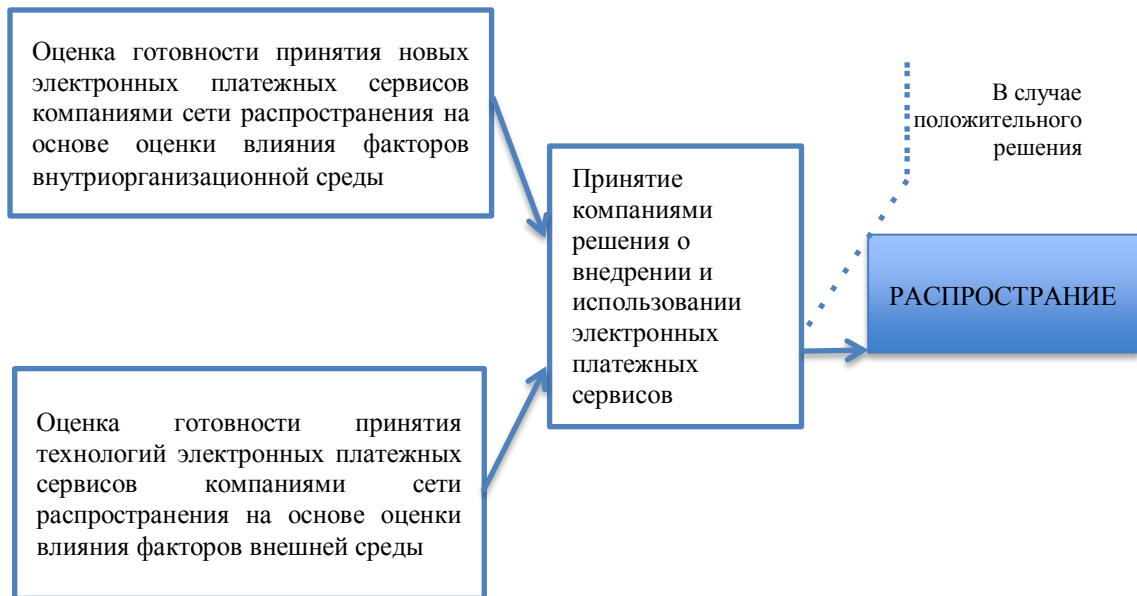 Оценка готовности принятия новых
электронных платежных сервисов
компаниями сети распространения на
основе оценки влияния факторов
внутриорганизационной среды
Оценка готовности принятия
технологий электронных платежных
сервисов компаниями сети
распространения на основе оценки
влияния факторов внешней среды
Принятие
компаниями
решения о
внедрении и
использовании
электронных
платежных
сервисов
В случае
положительного
решения
РАСПРОСТРАНИЕ